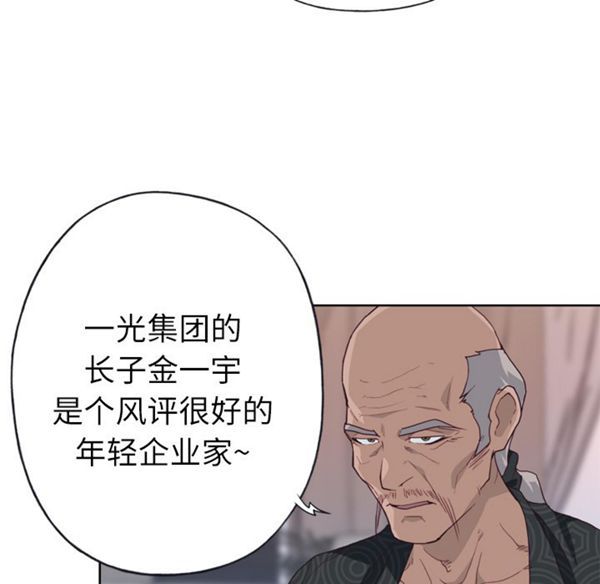 一光集团的
长子金一宇
是个风评很好的
年轻企业家~